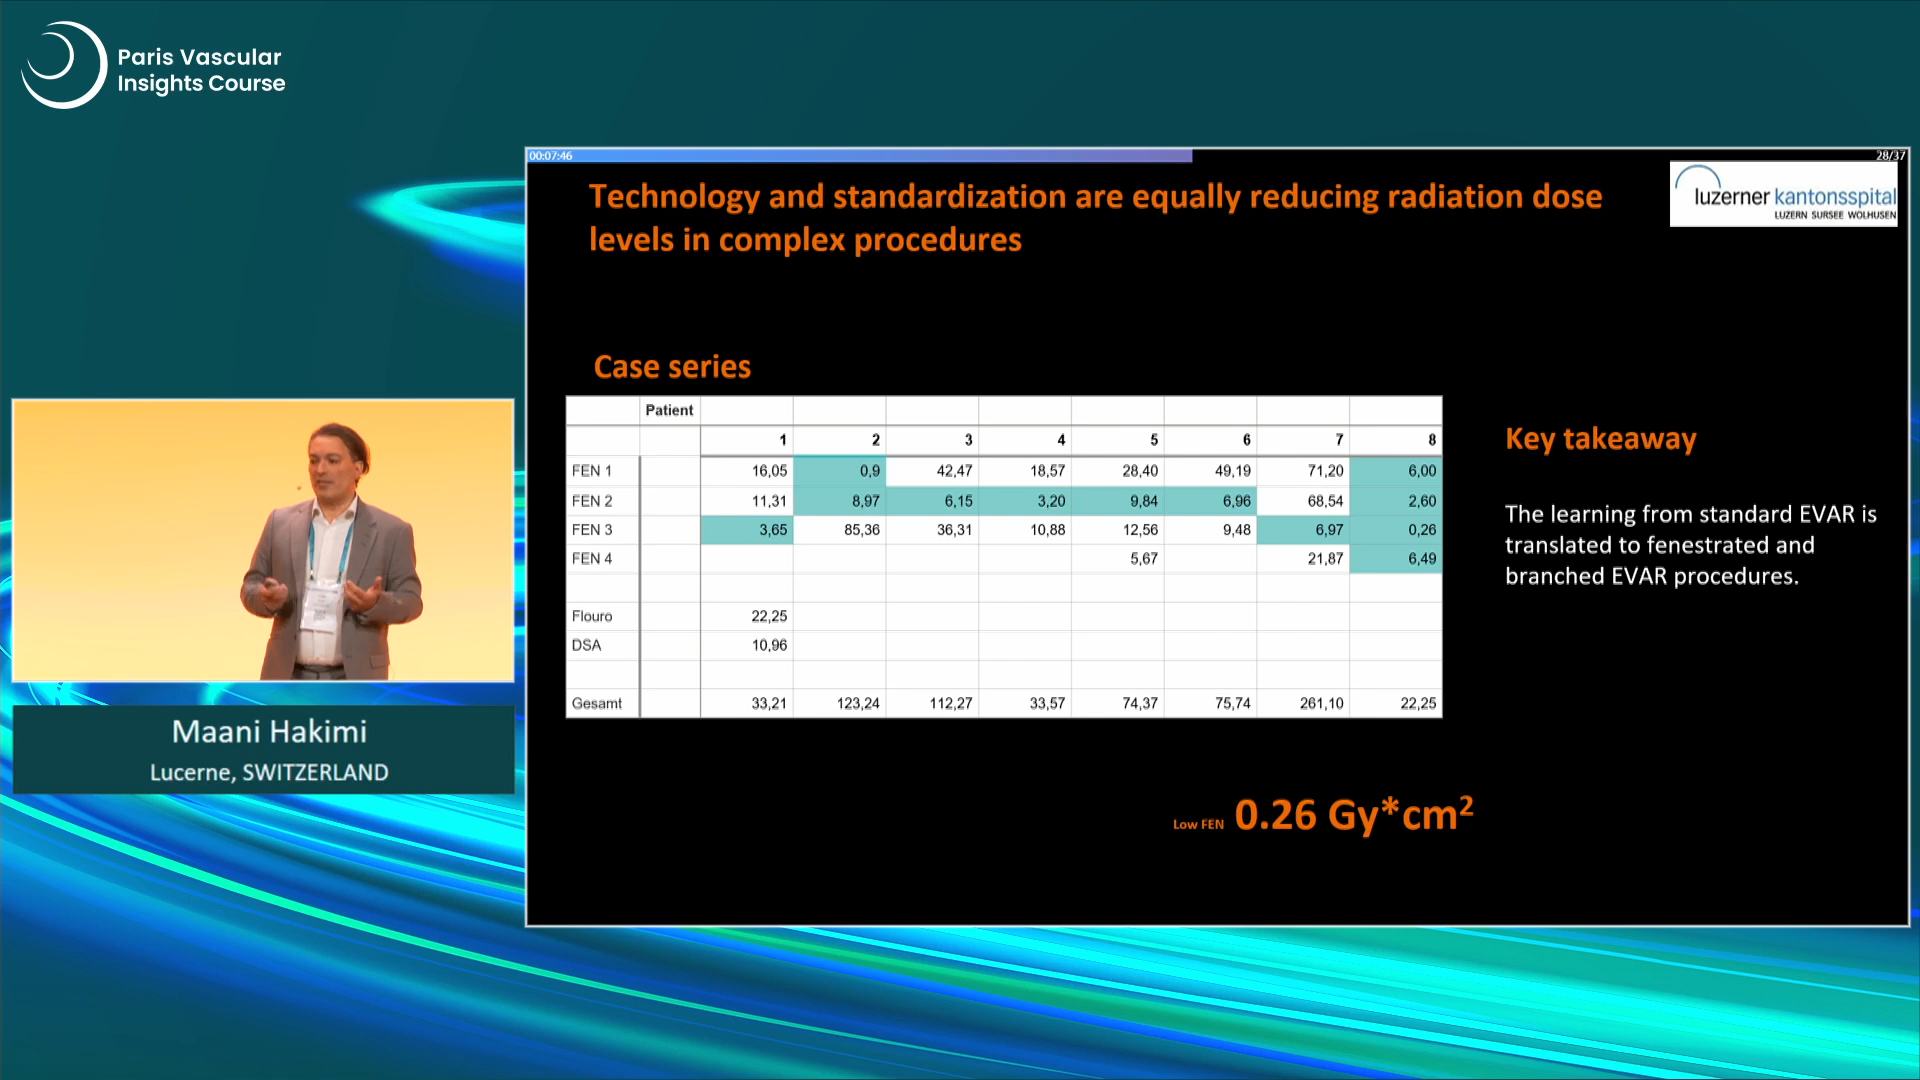 Paris Vascular
Insights Course
00:07:46
28/37
Technology and standardization are equally reducing radiation dose
levels in complex procedures
luzerner kantonsspital
LUZERN SURSEE WOLHUSEN
Case series
Patient
1 2 3 4 5 6 7 8
FEN 1 16,05 0,9 42,47 18,57 28,40 49,19 71,20 6,00
FEN 2 11,31 8,97 6,15 3,20 9,84 6,96 68,54 2,60
FEN 3 3,65 85,36 36,31 10,88 12,56 9,48 6,97 0,26
FEN 4 5,67 21,87 6,49
Flouro 22,25
DSA 10,96
Gesamt 33,21 123,24 112,27 33,57 74,37 75,74 261,10 22,25
Key takeaway
The learning from standard EVAR is
translated to fenestrated and
branched EVAR procedures.
Low FEN 0.26 Gy*cm²
Maani Hakimi
Lucerne, SWITZERLAND